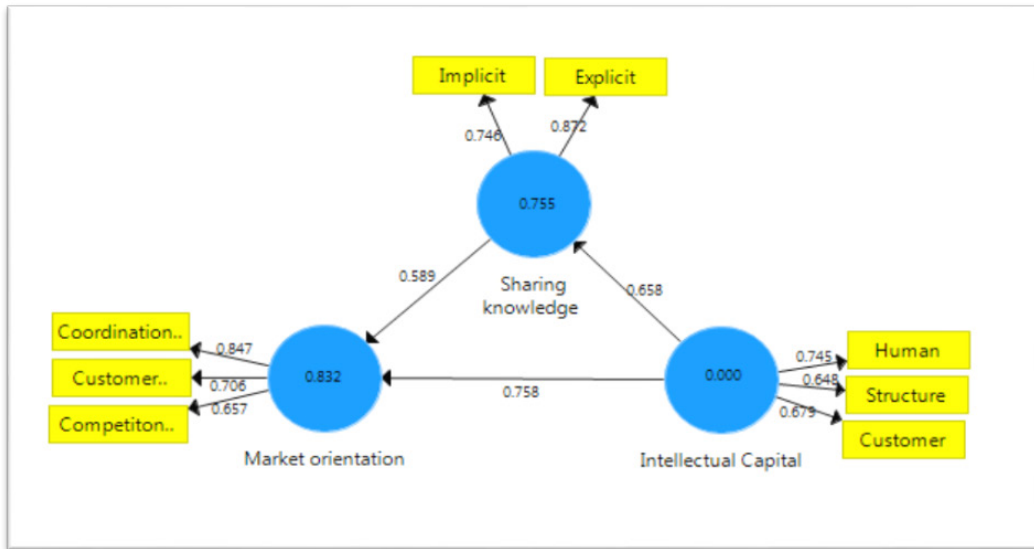 Implicit
Explicit
0.746
0.872
0.755
0.589
Sharing
knowledge
0.658
Coordination..
0.847
Customer..
0.706
Competiton..
0.657
0.832
0.758
0.000
0.745
Human
0.648
Structure
0.679
Customer
Market orientation
Intellectual Capital